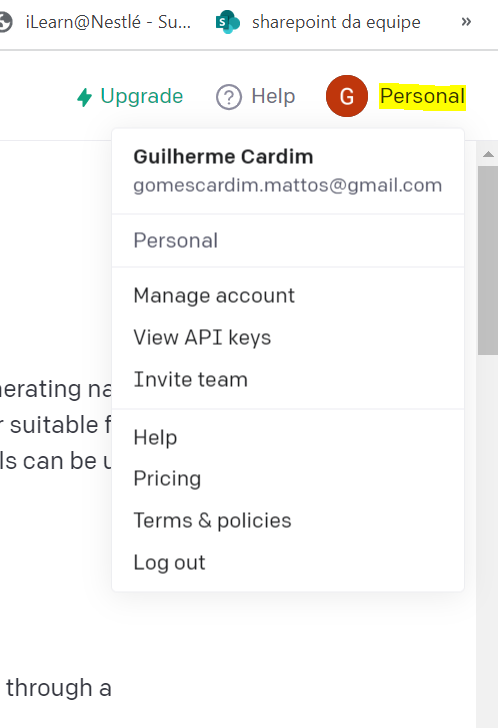 iLearn@Nestlé - Su...
sharepoint da equipe
»
Upgrade
? Help
G Personal
Guilherme Cardim
gomescardim.mattos@gmail.com
Personal
Manage account
View API keys
Invite team
nerating na
r suitable f
ls can be u
Help
Pricing
Terms & policies
Log out
through a